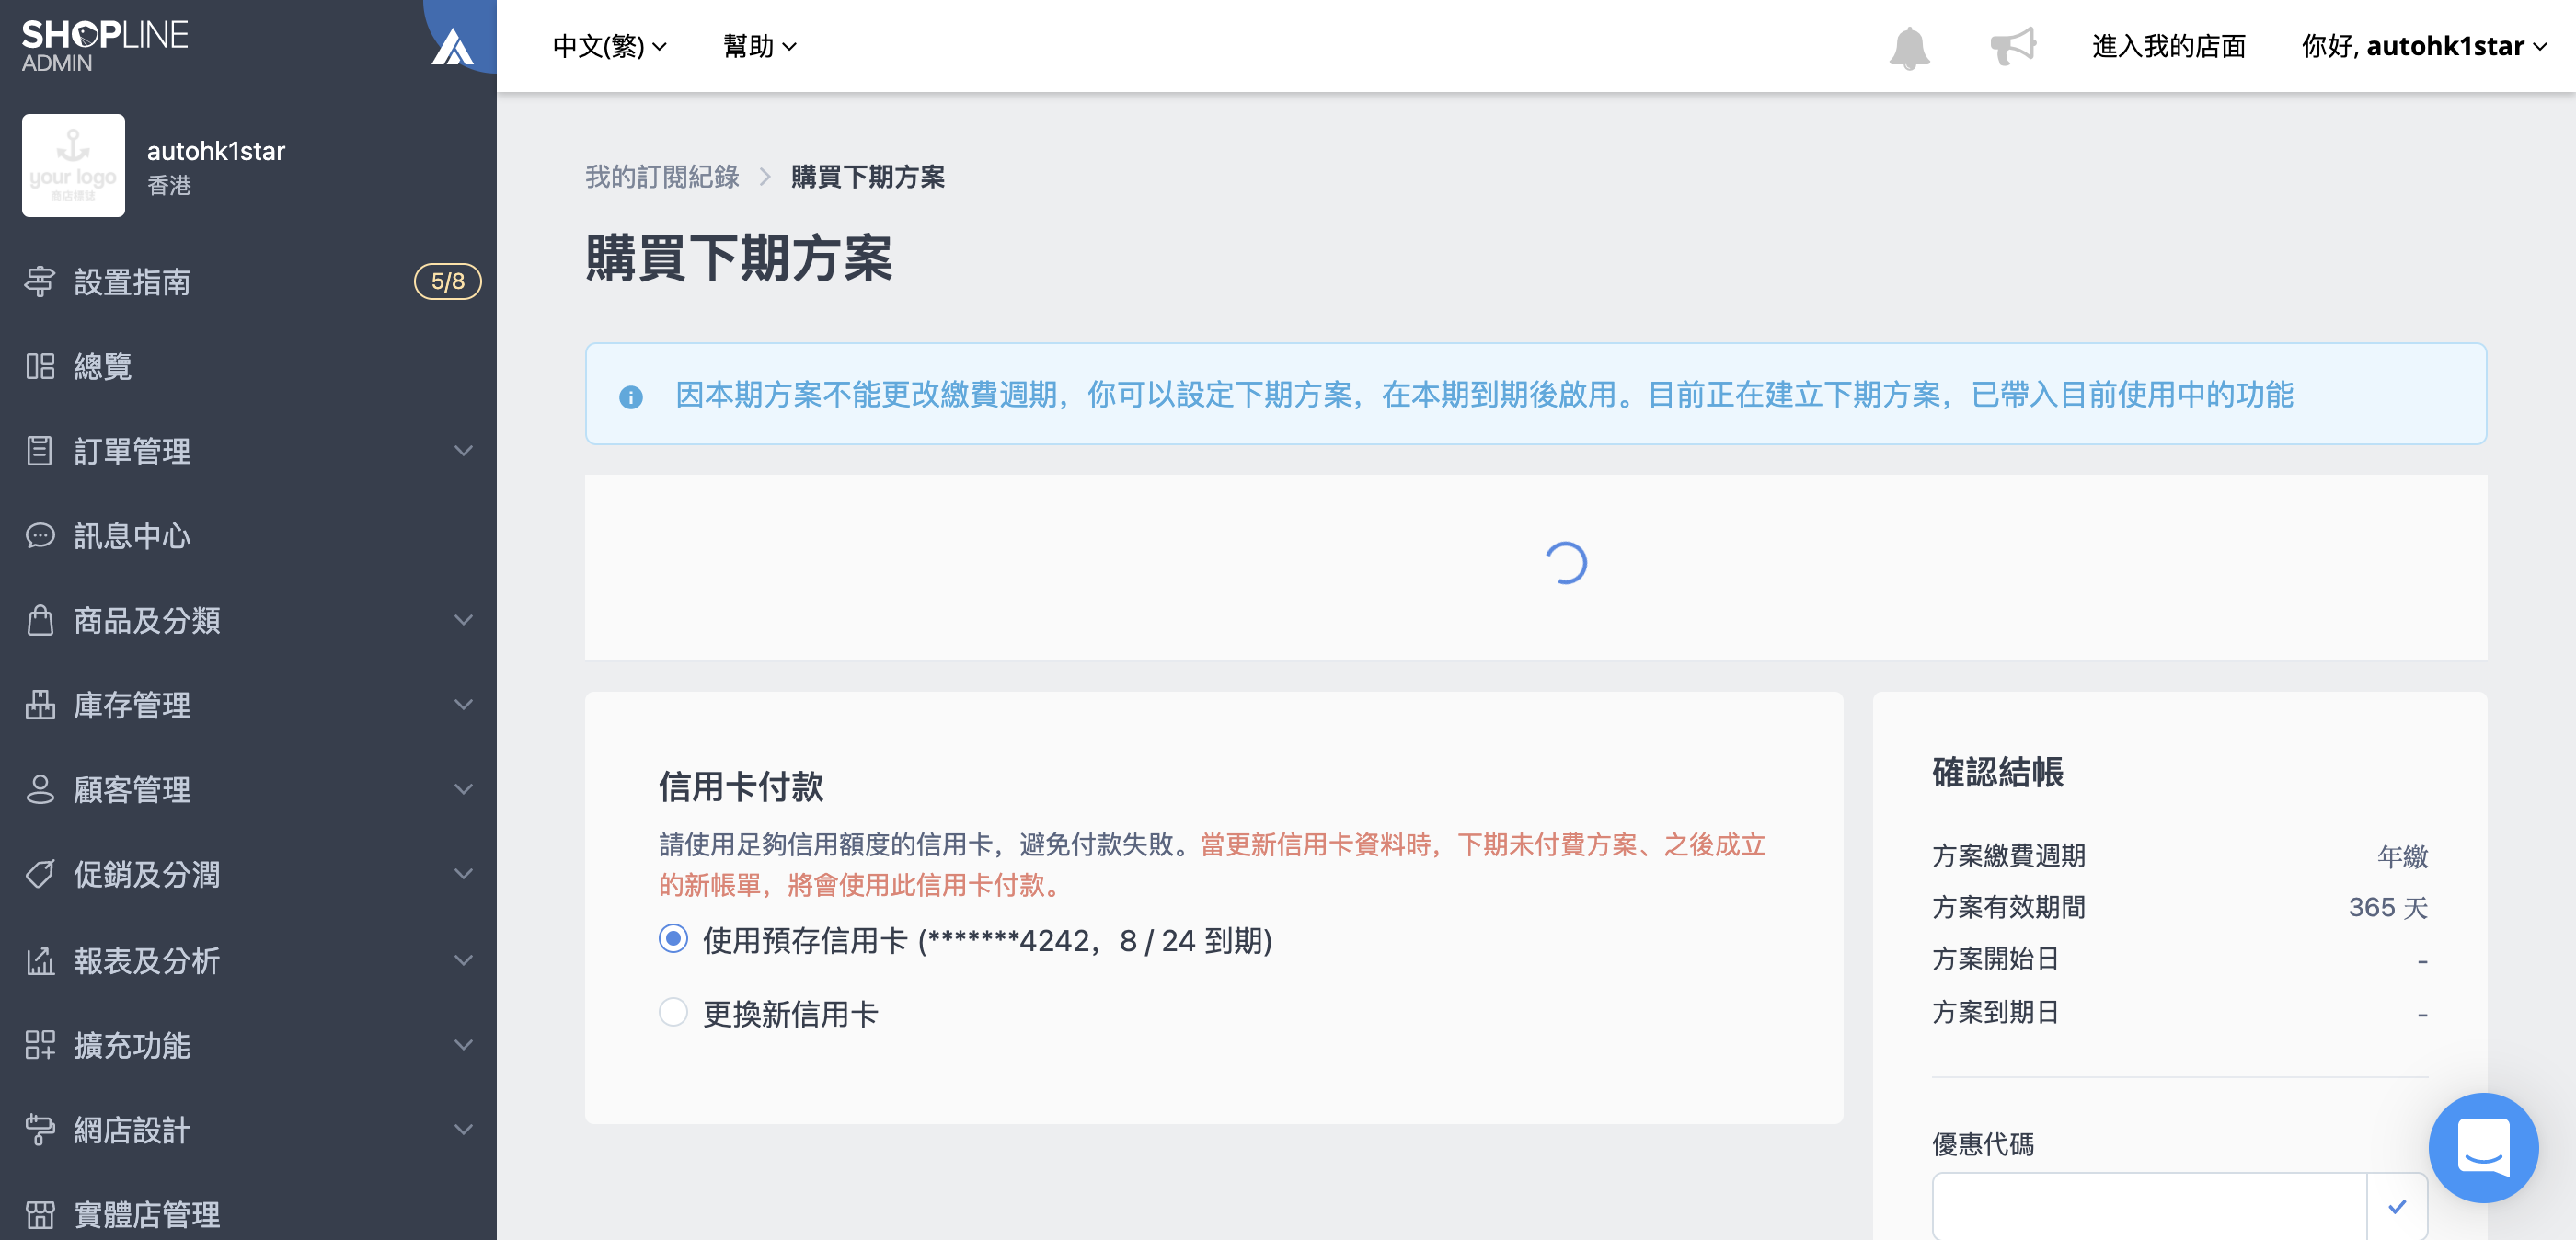 SHOPLINE
ADMIN
中文(繁)
幫助
進入我的店面
你好, autohk1star
your logo
商店標誌
autohk1star
香港
設置指南
5/8
總覽
訂單管理
訊息中心
商品及分類
庫存管理
顧客管理
促銷及分潤
報表及分析
擴充功能
網店設計
實體店管理
我的訂閱紀錄 > 購買下期方案
購買下期方案
因本期方案不能更改繳費週期，你可以設定下期方案，在本期到期後啟用。目前正在建立下期方案，已帶入目前使用中的功能
信用卡付款
請使用足夠信用額度的信用卡，避免付款失敗。當更新信用卡資料時，下期未付費方案、之後成立
的新帳單，將會使用此信用卡付款。
使用預存信用卡 (*******4242，8 / 24 到期)
更換新信用卡
確認結帳
方案繳費週期 年繳
方案有效期間 365 天
方案開始日 -
方案到期日 -
優惠代碼